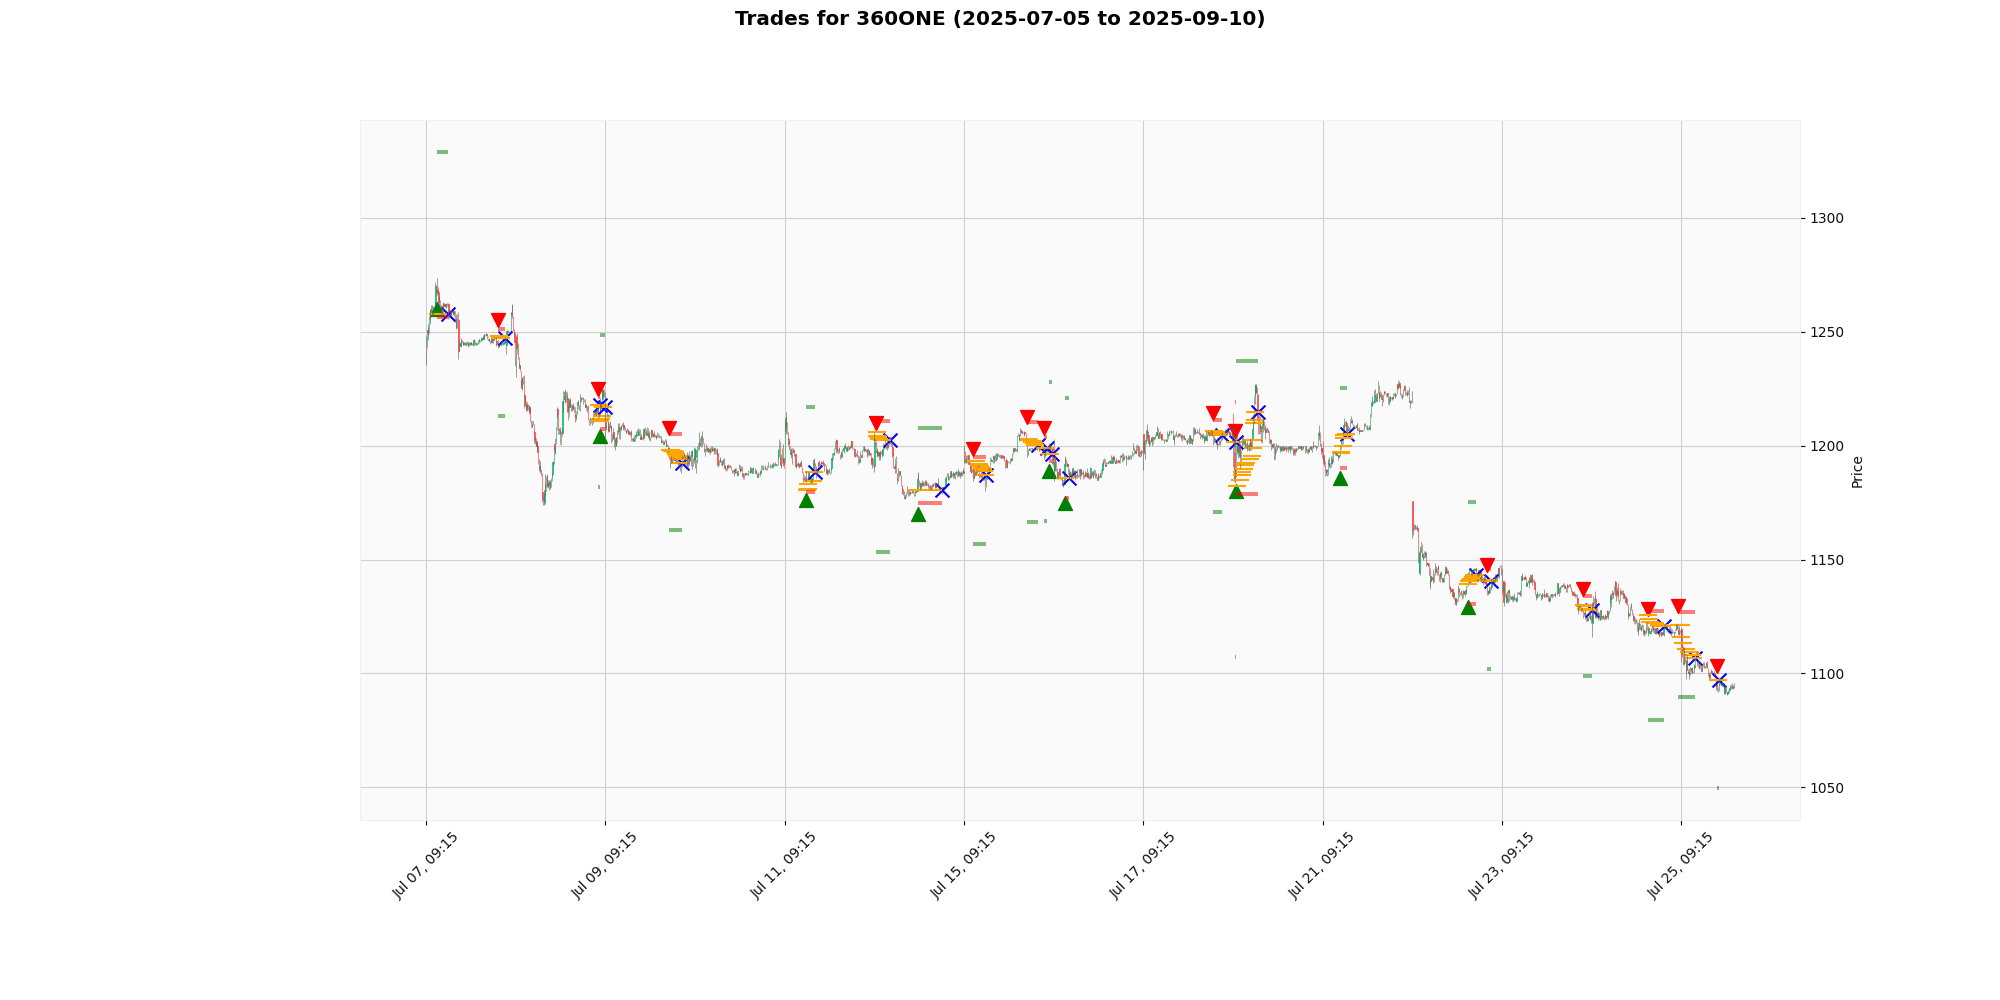 Trades for 360ONE (2025-07-05 to 2025-09-10)
1300
1250
1200
1150
1100
1050
Price
Jul 07, 09:15
Jul 09, 09:15
Jul 11, 09:15
Jul 15, 09:15
Jul 17, 09:15
Jul 21, 09:15
Jul 23, 09:15
Jul 25, 09:15